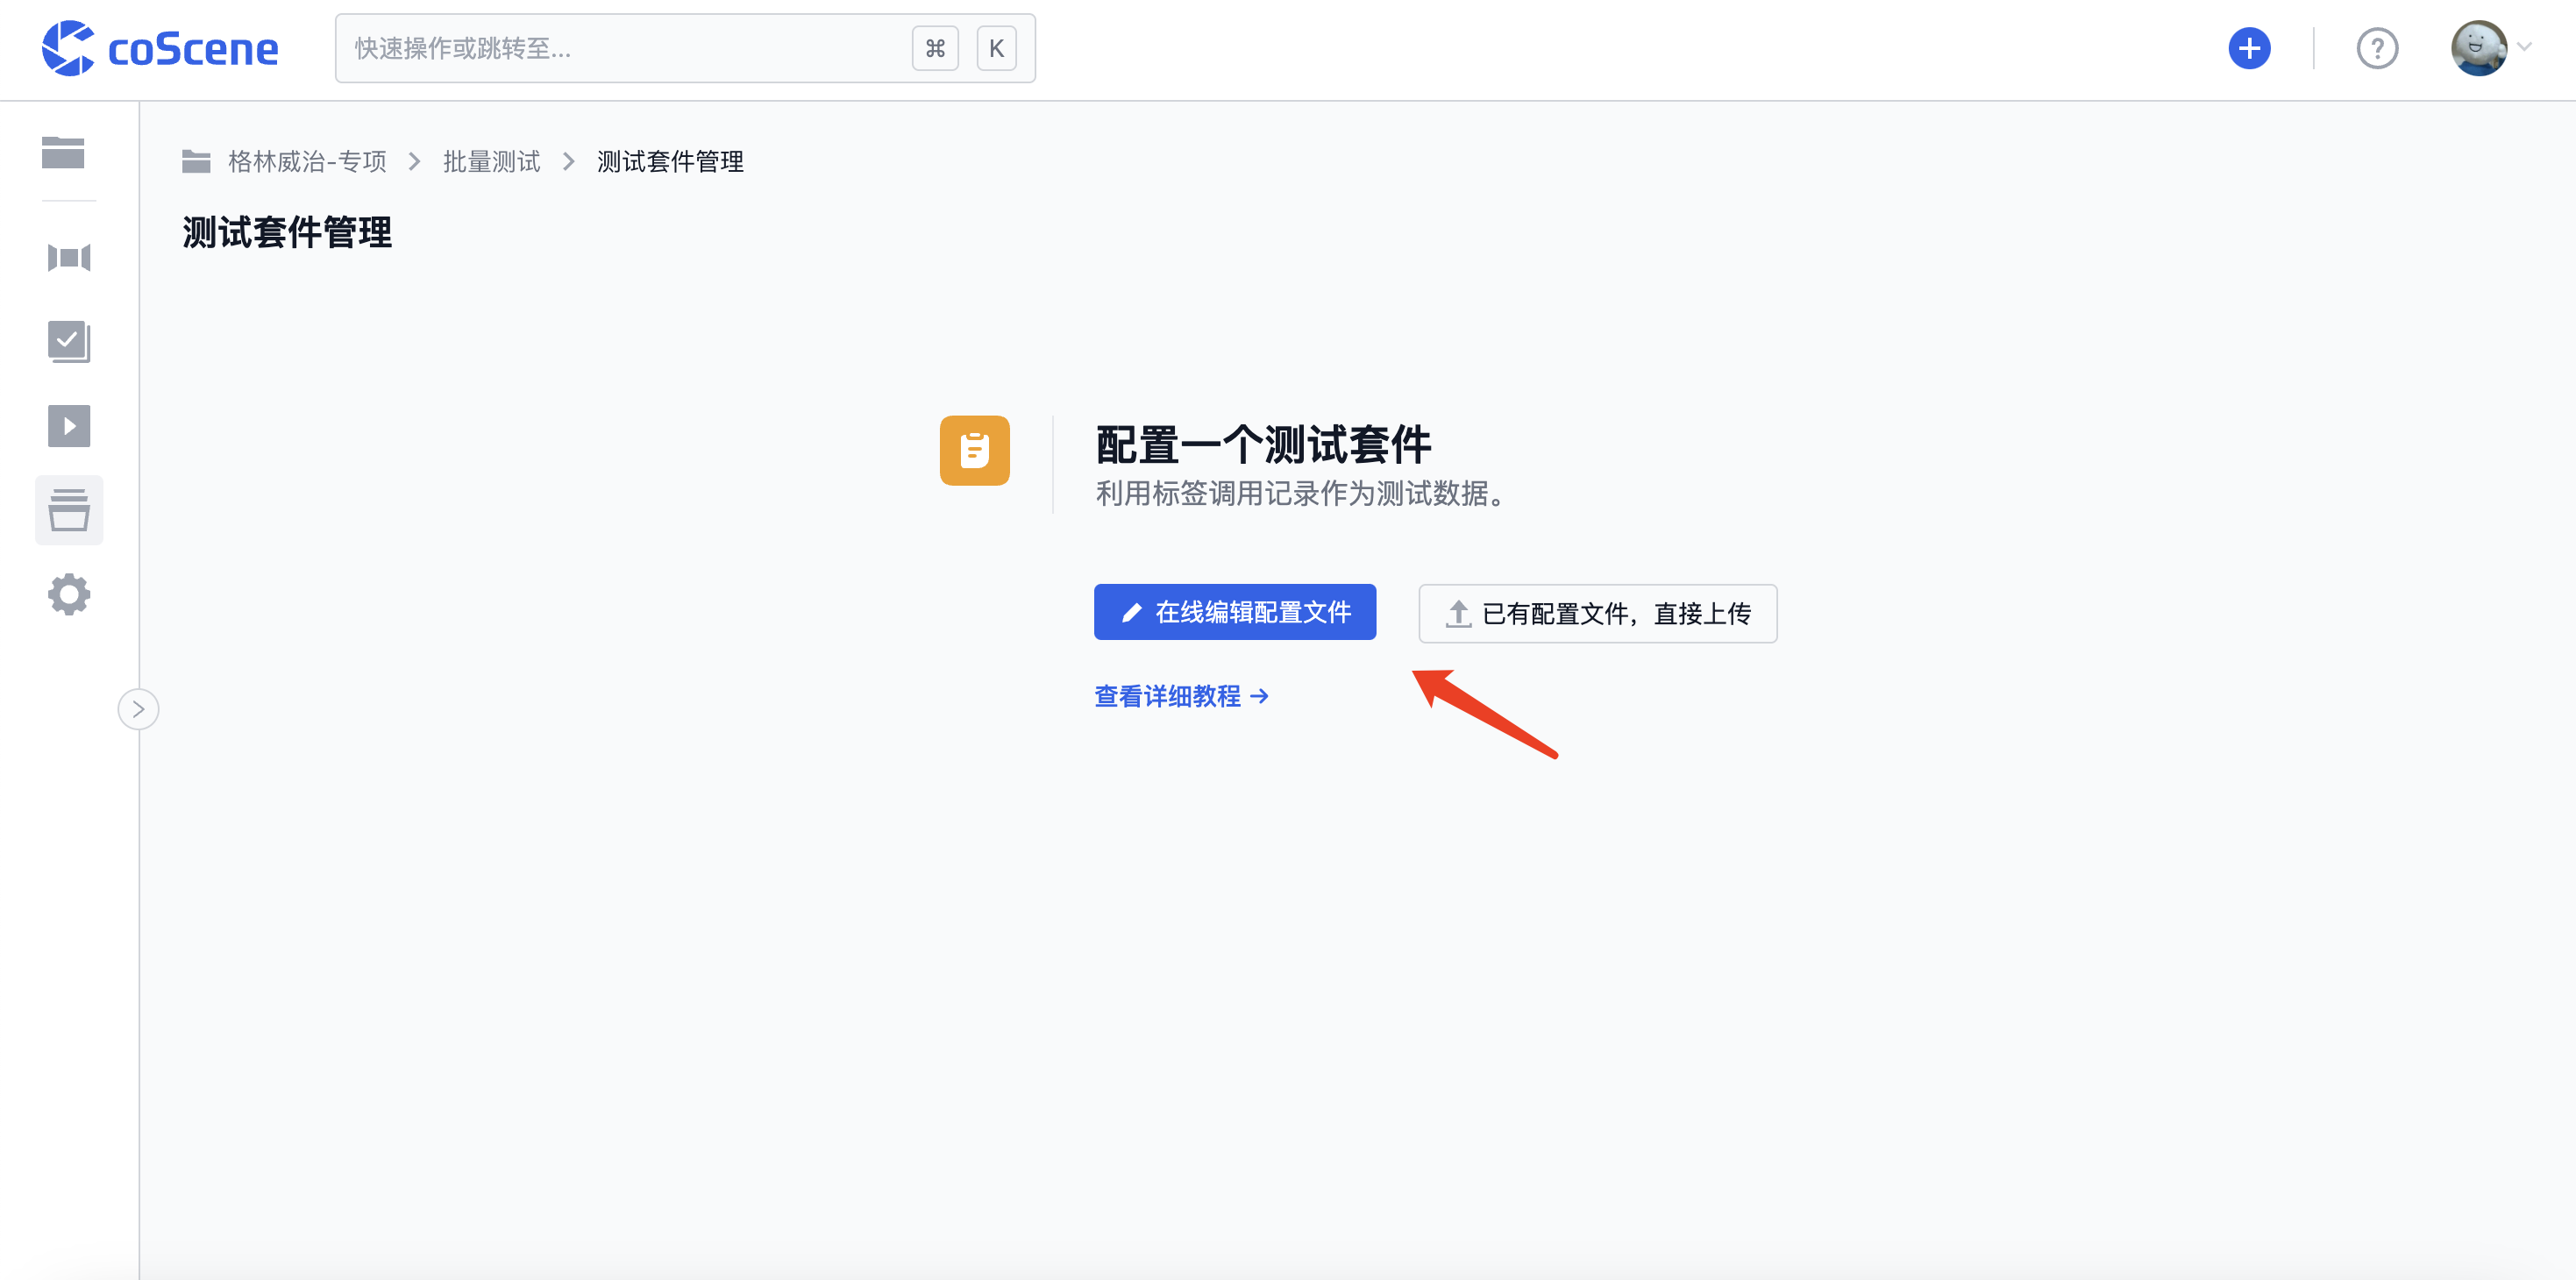 coScene
快速操作或跳转至...
⌘ K
格林威治-专项 > 批量测试 > 测试套件管理
测试套件管理
配置一个测试套件
利用标签调用记录作为测试数据。
在线编辑配置文件
已有配置文件，直接上传
查看详细教程 →